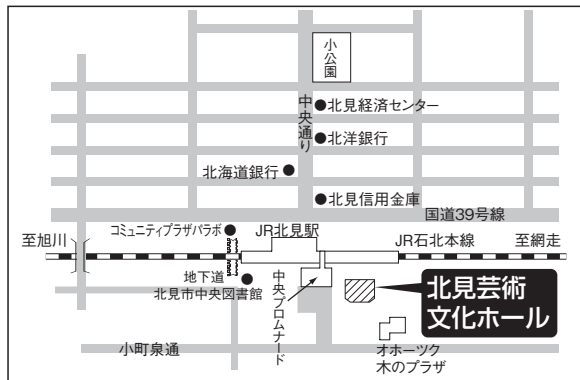 小公園
中央通り
北見経済センター
北洋銀行
北海道銀行
北見信用金庫
国道39号線
コミュニティプラザパラボ
JR北見駅
至旭川
JR石北本線
至網走
地下道
北見市中央図書館
中央プロムナード
北見芸術
文化ホール
小町泉通
オホーツク
木のプラザ